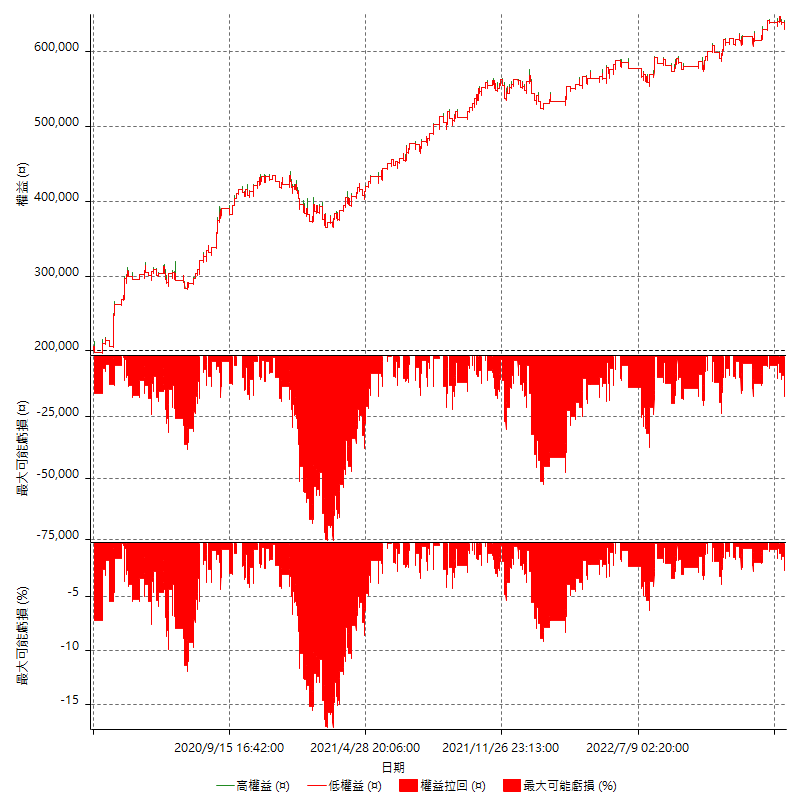 600,000
500,000
400,000
300,000
200,000
權益 (¤)
-25,000
-50,000
-75,000
最大可能虧損 (¤)
-5
-10
-15
最大可能虧損 (%)
2020/9/15 16:42:00 2021/4/28 20:06:00 2021/11/26 23:13:00 2022/7/9 02:20:00
日期
高權益 (¤) 低權益 (¤) 權益拉回 (¤) 最大可能虧損 (%)